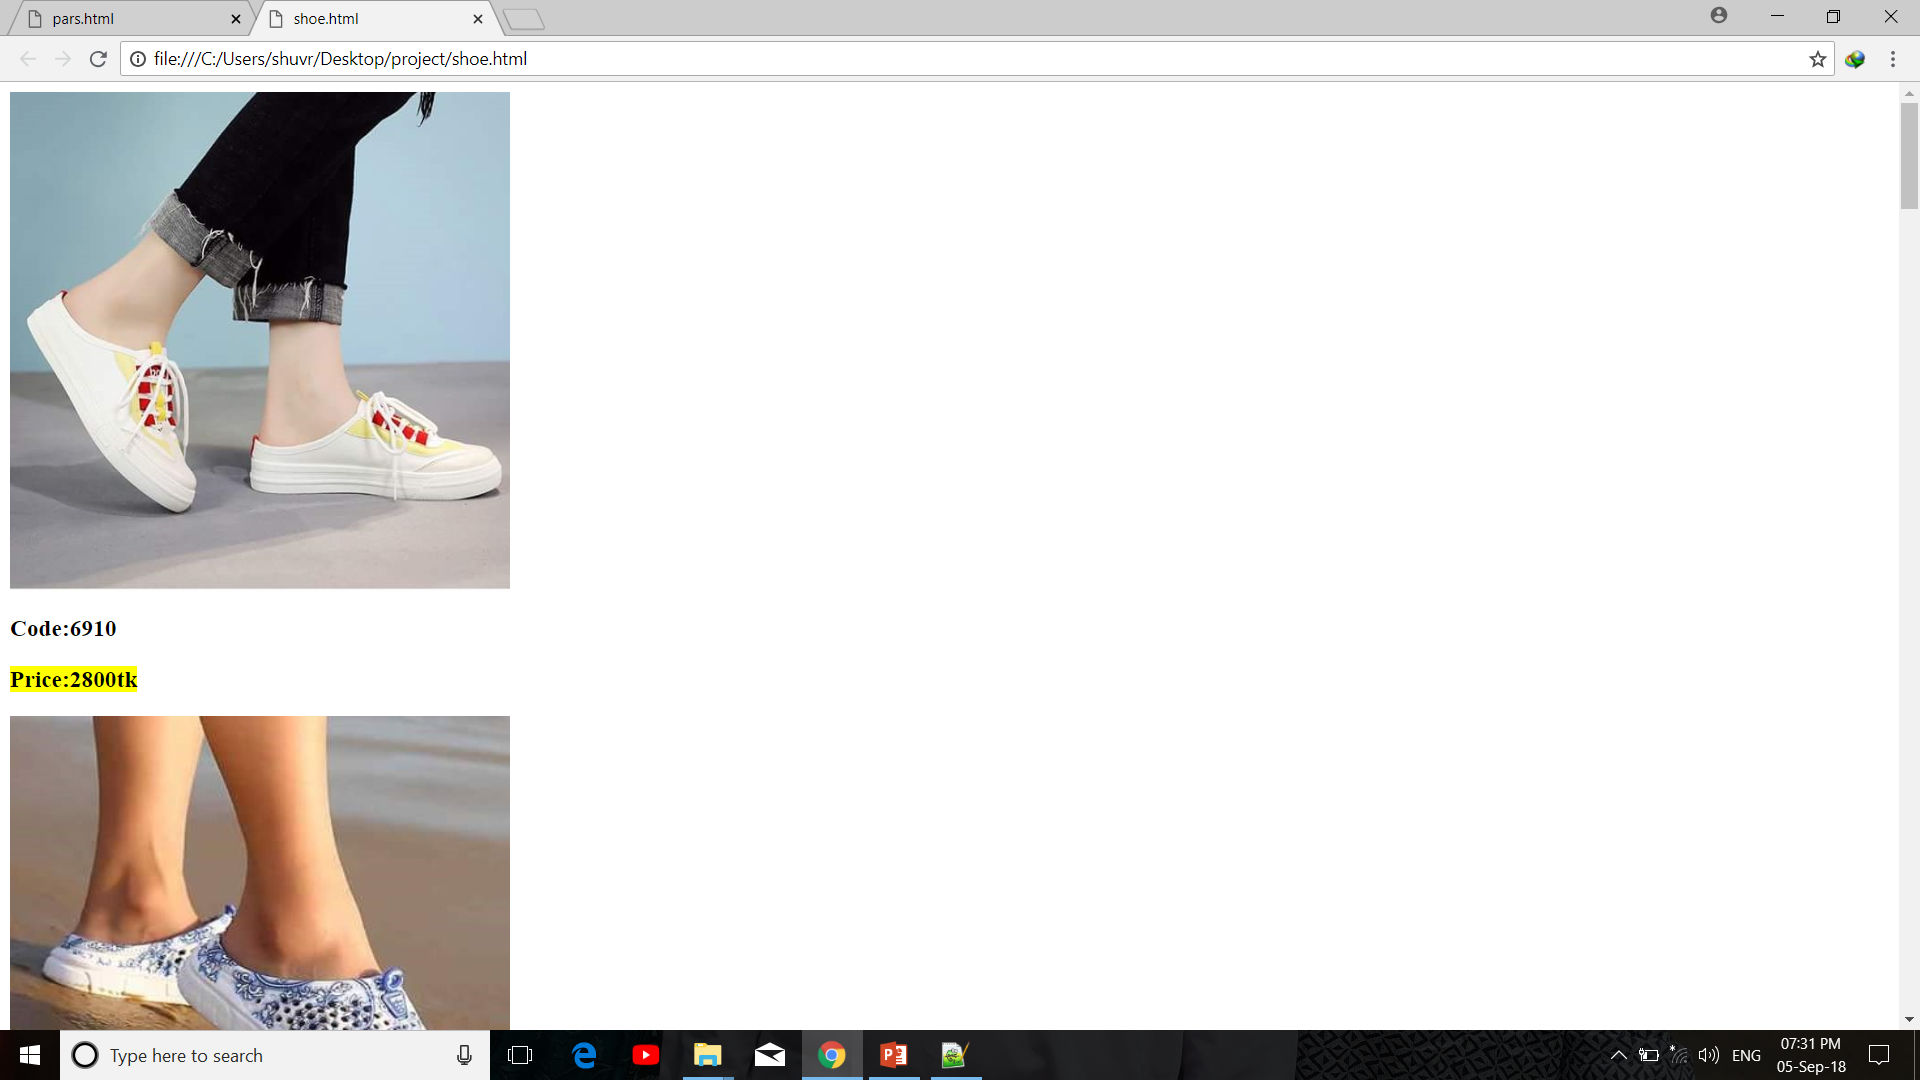 pars.html
shoe.html
file:///C:/Users/shuvr/Desktop/project/shoe.html
Code:6910
Price:2800tk
Type here to search
ENG
07:31 PM
05-Sep-18